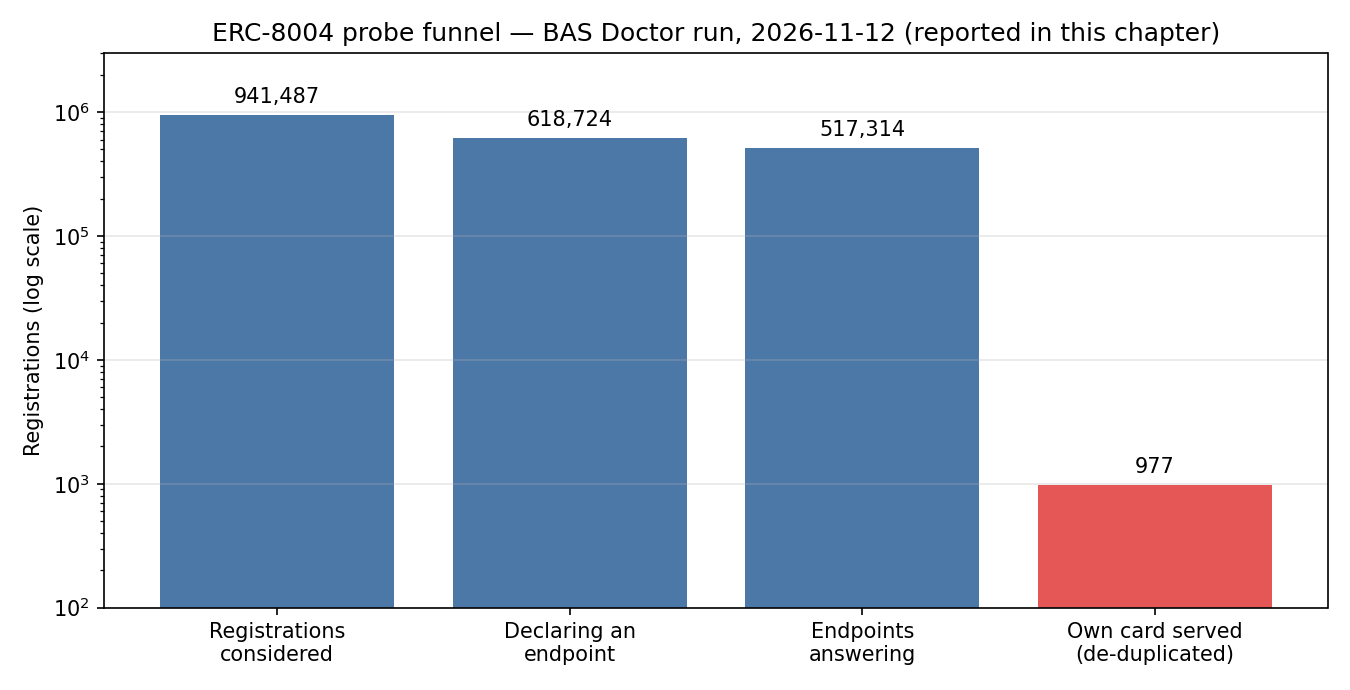 ERC-8004 probe funnel — BAS Doctor run, 2026-11-12 (reported in this chapter)
Registrations (log scale)
10⁶
10⁵
10⁴
10³
10²
941,487
618,724
517,314
977
Registrations
considered
Declaring an
endpoint
Endpoints
answering
Own card served
(de-duplicated)